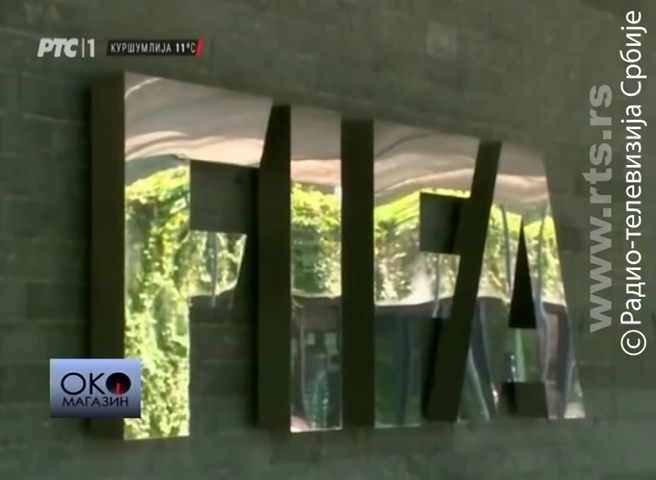 РТС|1
КУРШУМЛИЈА 11°C
FIFA
ОКО
МАГАЗИН
www.rts.rs
© Радио-телевизија Србије